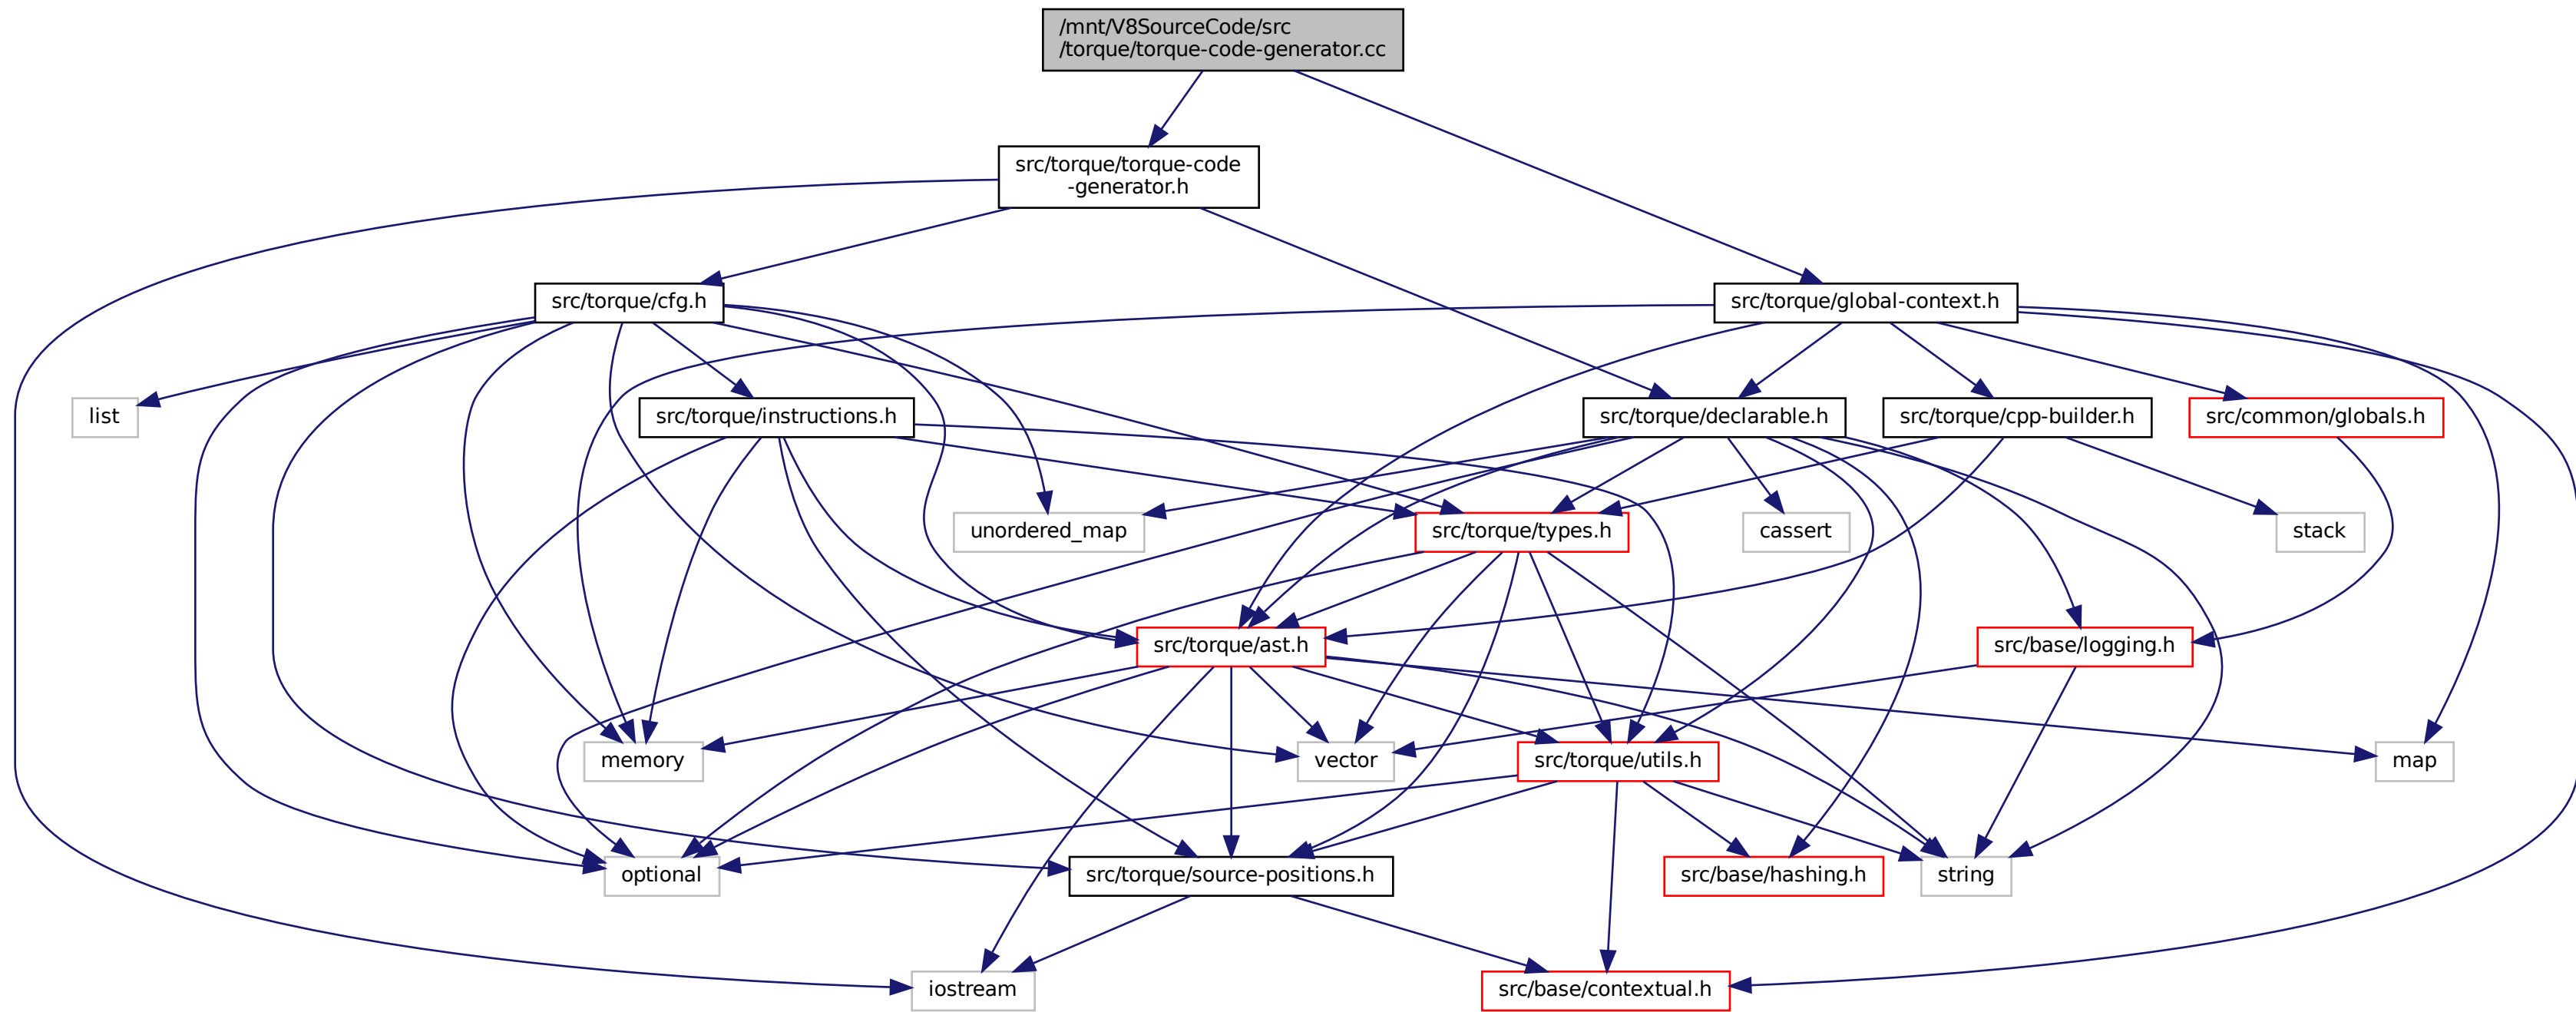 /mnt/V8SourceCode/src
/torque/torque-code-generator.cc
src/torque/torque-code
-generator.h
src/torque/cfg.h
src/torque/global-context.h
list
src/torque/instructions.h
src/torque/declarable.h
src/torque/cpp-builder.h
src/common/globals.h
unordered_map
src/torque/types.h
cassert
stack
src/torque/ast.h
src/base/logging.h
memory
vector
src/torque/utils.h
map
optional
src/torque/source-positions.h
src/base/hashing.h
string
iostream
src/base/contextual.h